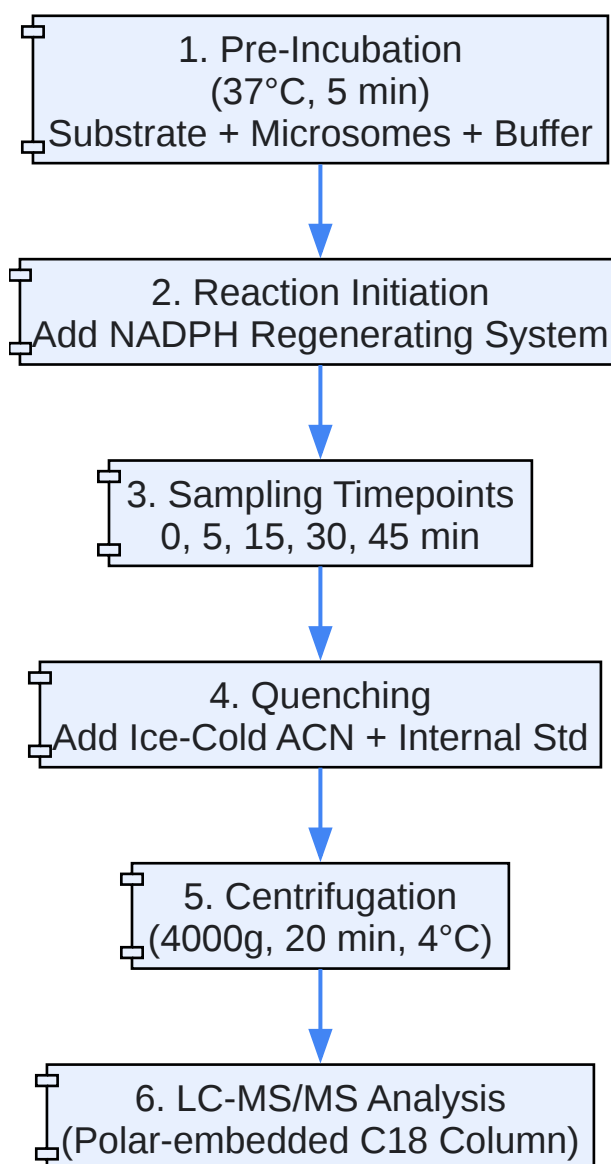 1. Pre-Incubation
(37°C, 5 min)
Substrate + Microsomes + Buffer
2. Reaction Initiation
Add NADPH Regenerating System
3. Sampling Timepoints
0, 5, 15, 30, 45 min
4. Quenching
Add Ice-Cold ACN + Internal Std
5. Centrifugation
(4000g, 20 min, 4°C)
6. LC-MS/MS Analysis
(Polar-embedded C18 Column)